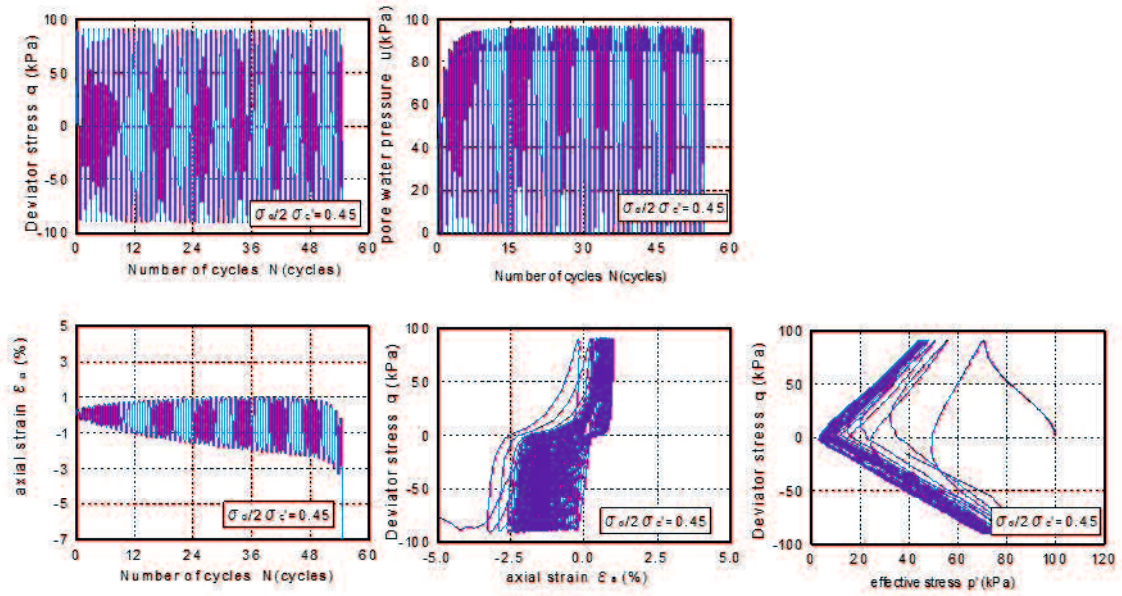 Deviator stress q (kPa)
100
50
0
-50
-100
0 12 24 36 48 60
Number of cycles N(cycles)
σd/2σc'=0.45
pore water pressure u(kPa)
100
80
60
40
20
0
0 15 30 45 60
Number of cycles N(cycles)
σd/2σc'=0.45
axial strain εa(%)
5
3
1
-1
-3
-5
-7
0 12 24 36 48 60
Number of cycles N(cycles)
σd/2σc'=0.45
Deviator stress q (kPa)
100
50
0
-50
-100
-5.0 -2.5 0.0 2.5 5.0
axial strain εa(%)
σd/2σc'=0.45
Deviator stress q (kPa)
100
50
0
-50
-100
0 20 40 60 80 100 120
effective stress p'(kPa)
σd/2σc'=0.45